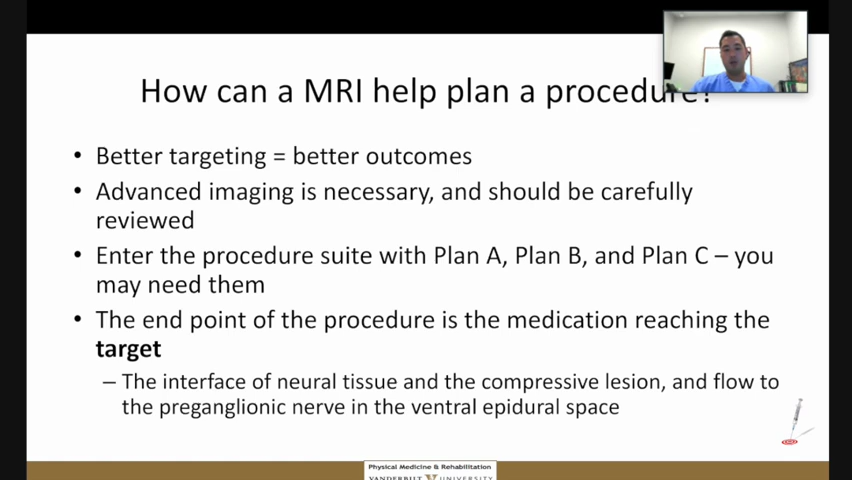 How can a MRI help plan a procedure?
• Better targeting = better outcomes
• Advanced imaging is necessary, and should be carefully
reviewed
• Enter the procedure suite with Plan A, Plan B, and Plan C – you
may need them
• The end point of the procedure is the medication reaching the
target
– The interface of neural tissue and the compressive lesion, and flow to
the preganglionic nerve in the ventral epidural space
Physical Medicine & Rehabilitation
VANDERBILT UNIVERSITY